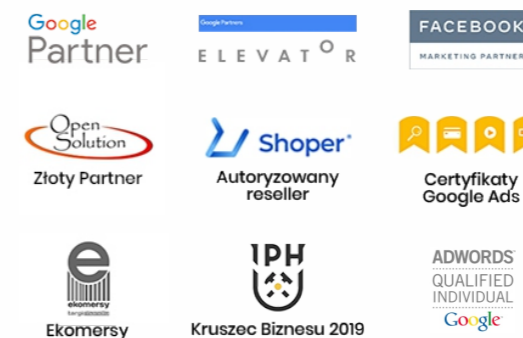 Google
Partner
Google Partners
ELEVATOR
FACEBOOK
MARKETING PARTNER
Open
Solution
Złoty Partner
Shoper
Autoryzowany
reseller
Certyfikaty
Google Ads
e
ekomersy
Ekomersy
IPH
Kruszec Biznesu 2019
ADWORDS
QUALIFIED
INDIVIDUAL
Google